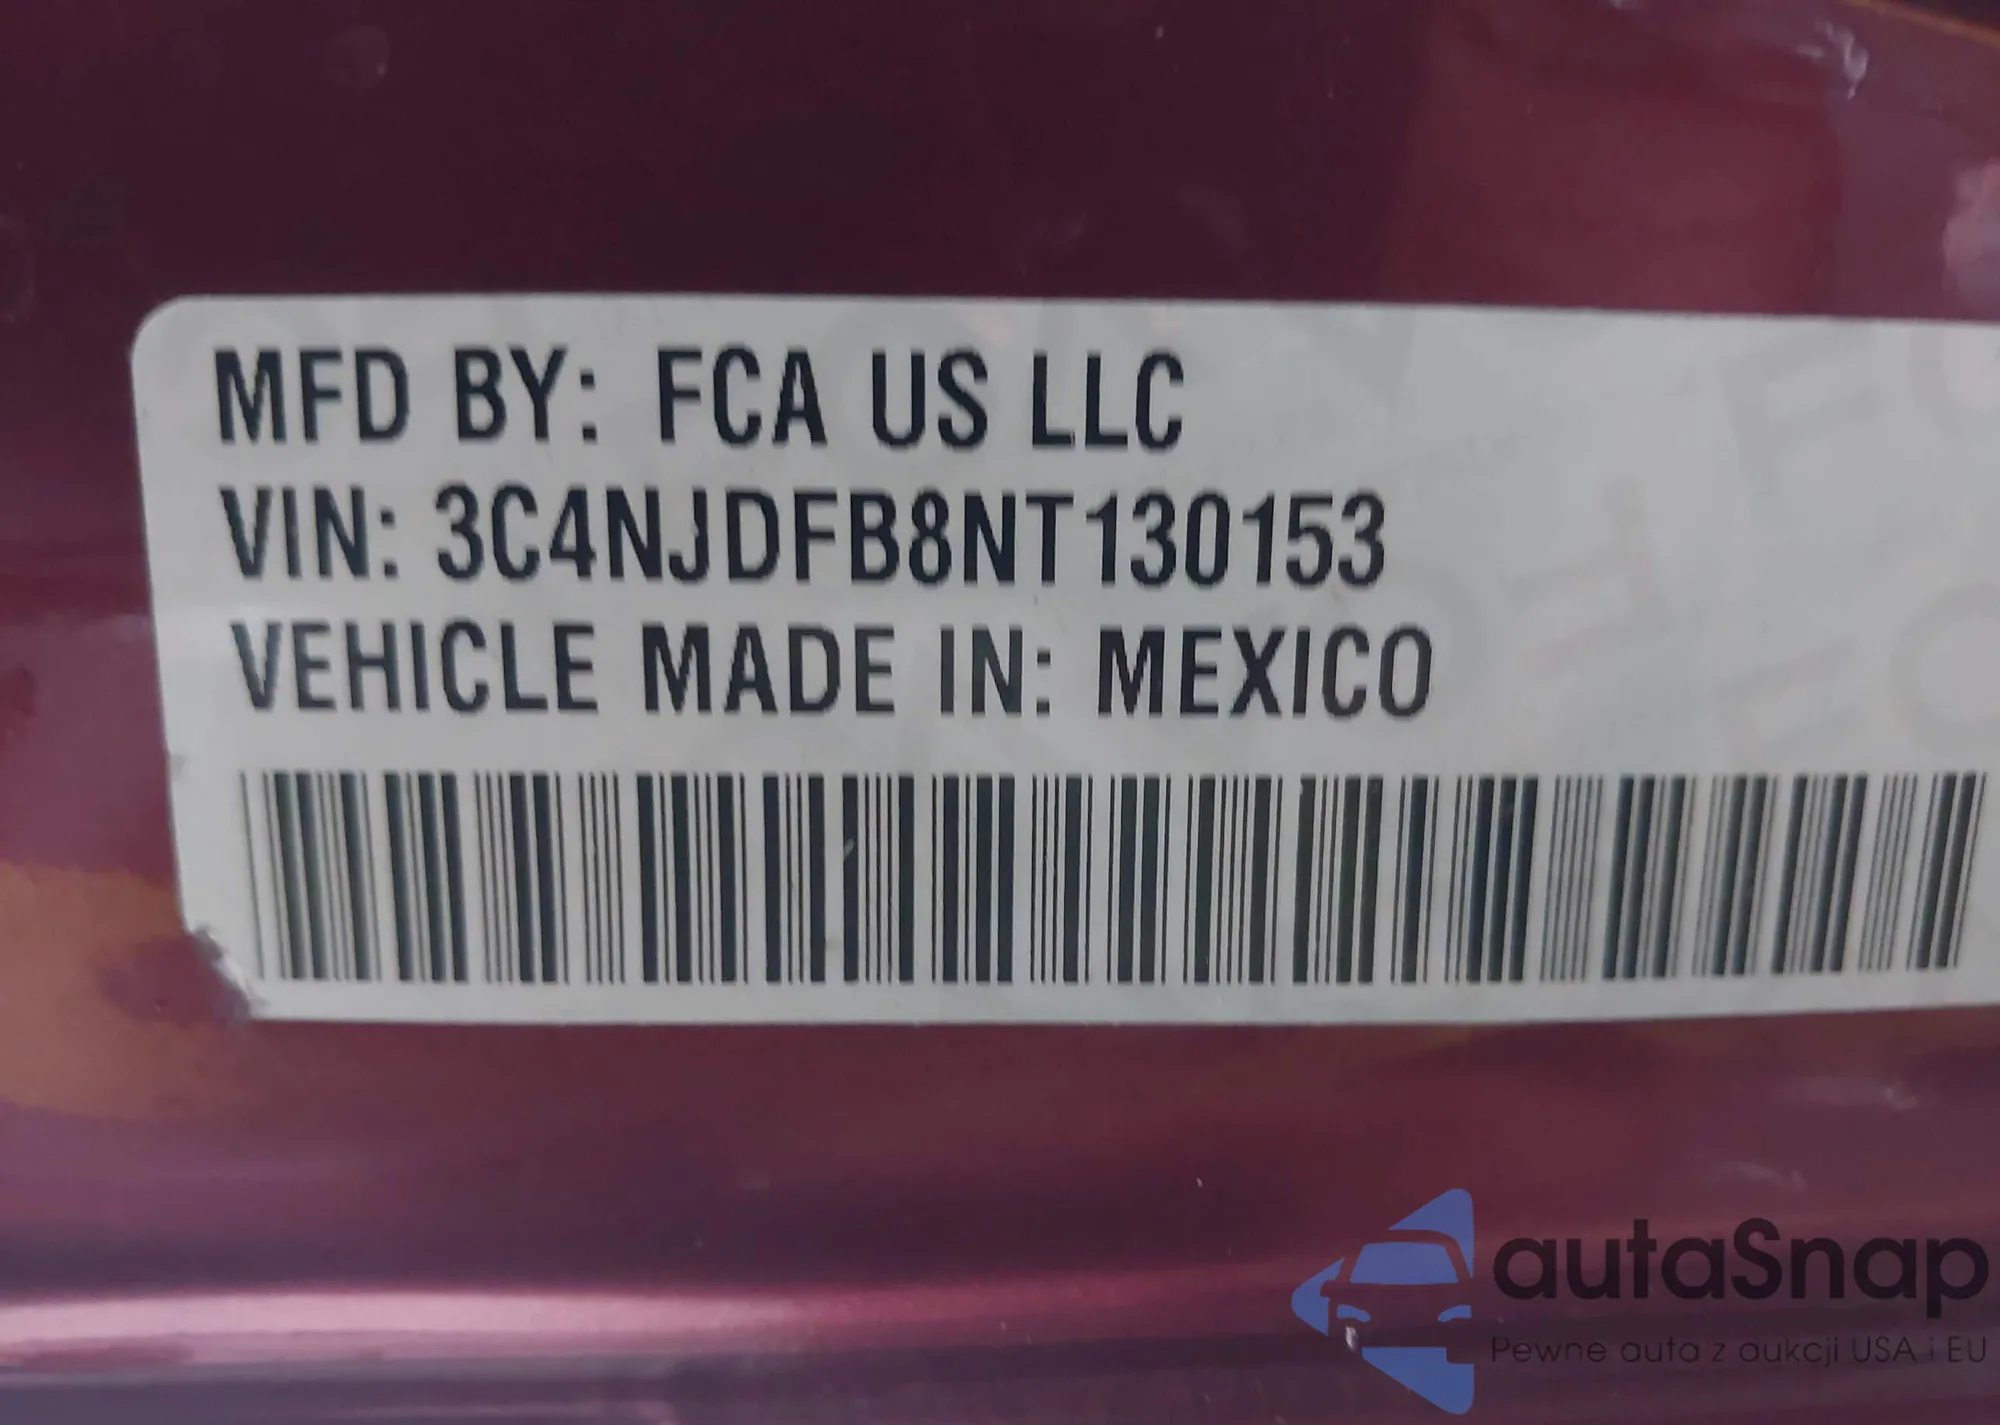 MFD BY: FCA US LLC
VIN: 3C4NJDFB8NT130153
VEHICLE MADE IN: MEXICO
autaSnap
Pewne auta z aukcji USA i EU